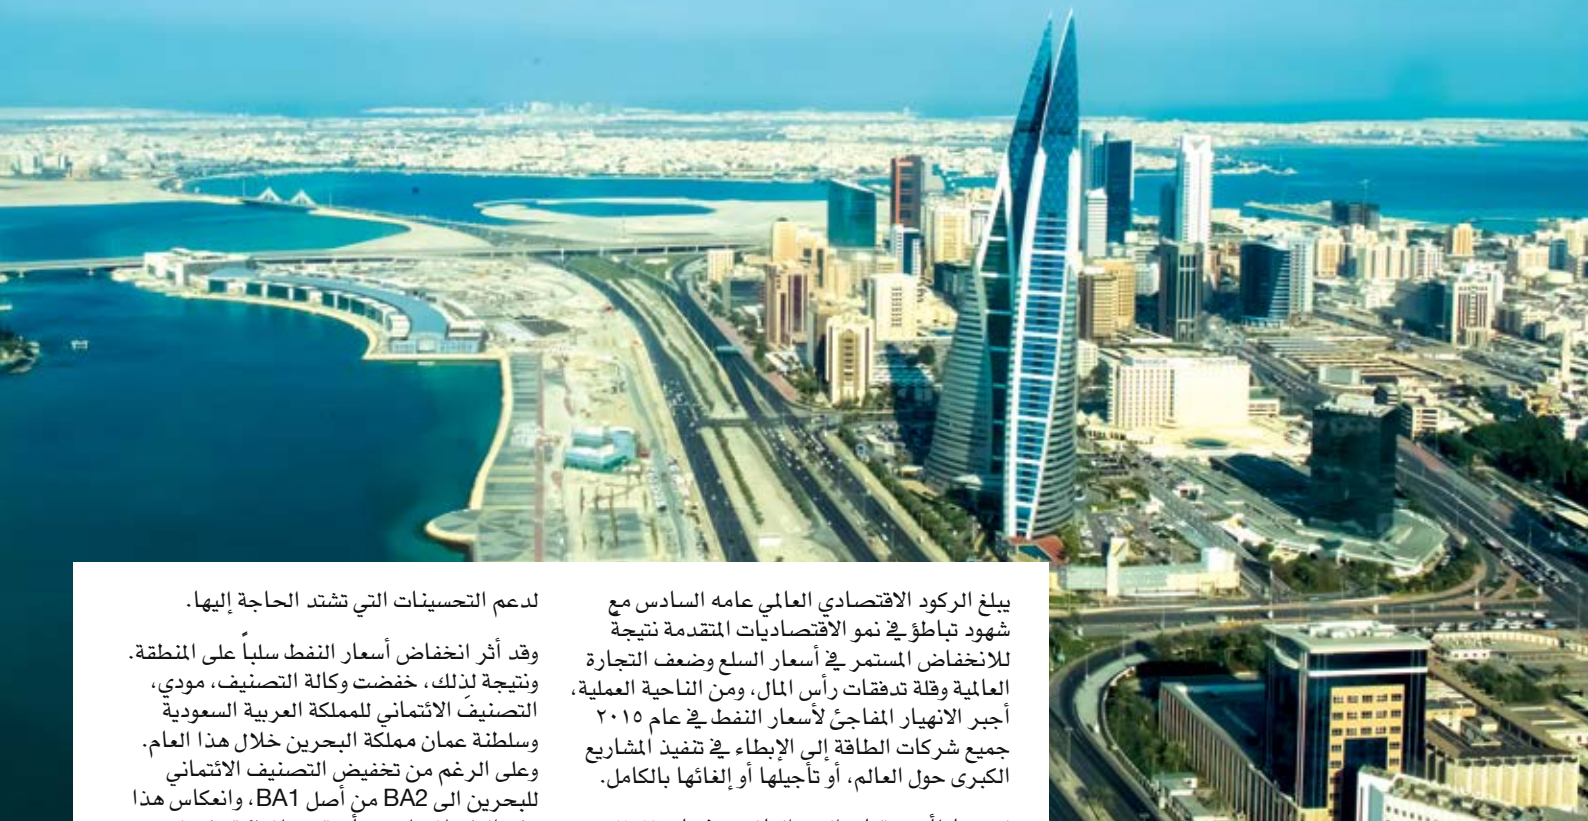 يبلغ الركود الاقتصادي العالمي عامه السادس مع
شهود تباطؤ في نمو الاقتصاديات المتقدمة نتيجةً
للانخفاض المستمر في أسعار السلع وضعف التجارة
العالمية وقلة تدفقات رأس المال، ومن الناحية العملية،
أجبر الانهيار المفاجئ لأسعار النفط في عام ٢٠١٥
جميع شركات الطاقة إلى الإبطاء في تنفيذ المشاريع
الكبرى حول العالم، أو تأجيلها أو إلغائها بالكامل.
لدعم التحسينات التي تشتد الحاجة إليها.
وقد أثر انخفاض أسعار النفط سلباً على المنطقة.
ونتيجة لذلك، خفضت وكالة التصنيف، مودي،
التصنيفَ الائتماني للمملكة العربية السعودية
وسلطنة عمان مملكة البحرين خلال هذا العام.
وعلى الرغم من تخفيض التصنيف الائتماني
للبحرين الى BA2 من أصل BA1، وانعكاس هذا